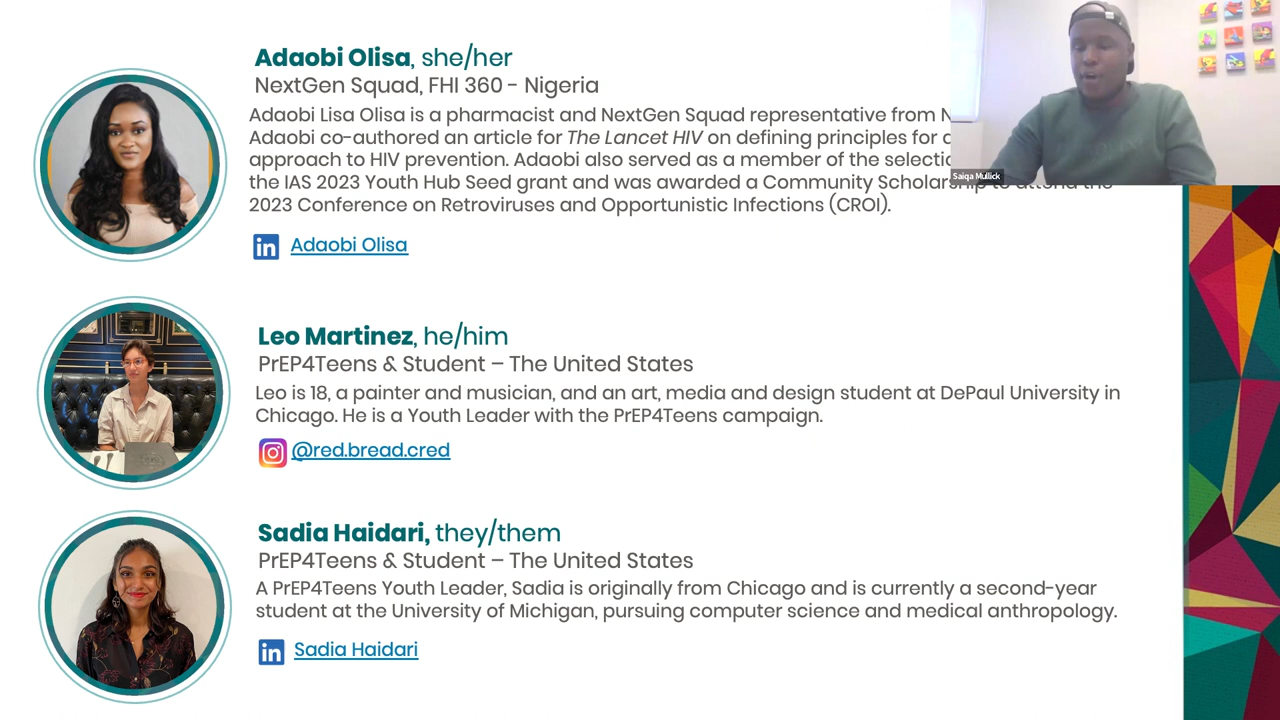 Adaobi Olisa, she/her
NextGen Squad, FHI 360 - Nigeria
Adaobi Lisa Olisa is a pharmacist and NextGen Squad representative from
Adaobi co-authored an article for The Lancet HIV on defining principles for
approach to HIV prevention. Adaobi also served as a member of the
the IAS 2023 Youth Hub Seed grant and was awarded a Community Scholarship to attend the
2023 Conference on Retroviruses and Opportunistic Infections (CROI).
in Adaobi Olisa
Saiqa Mullick
Leo Martinez, he/him
PrEP4Teens & Student – The United States
Leo is 18, a painter and musician, and an art, media and design student at DePaul University in
Chicago. He is a Youth Leader with the PrEP4Teens campaign.
@red.bread.cred
Sadia Haidari, they/them
PrEP4Teens & Student – The United States
A PrEP4Teens Youth Leader, Sadia is originally from Chicago and is currently a second-year
student at the University of Michigan, pursuing computer science and medical anthropology.
in Sadia Haidari